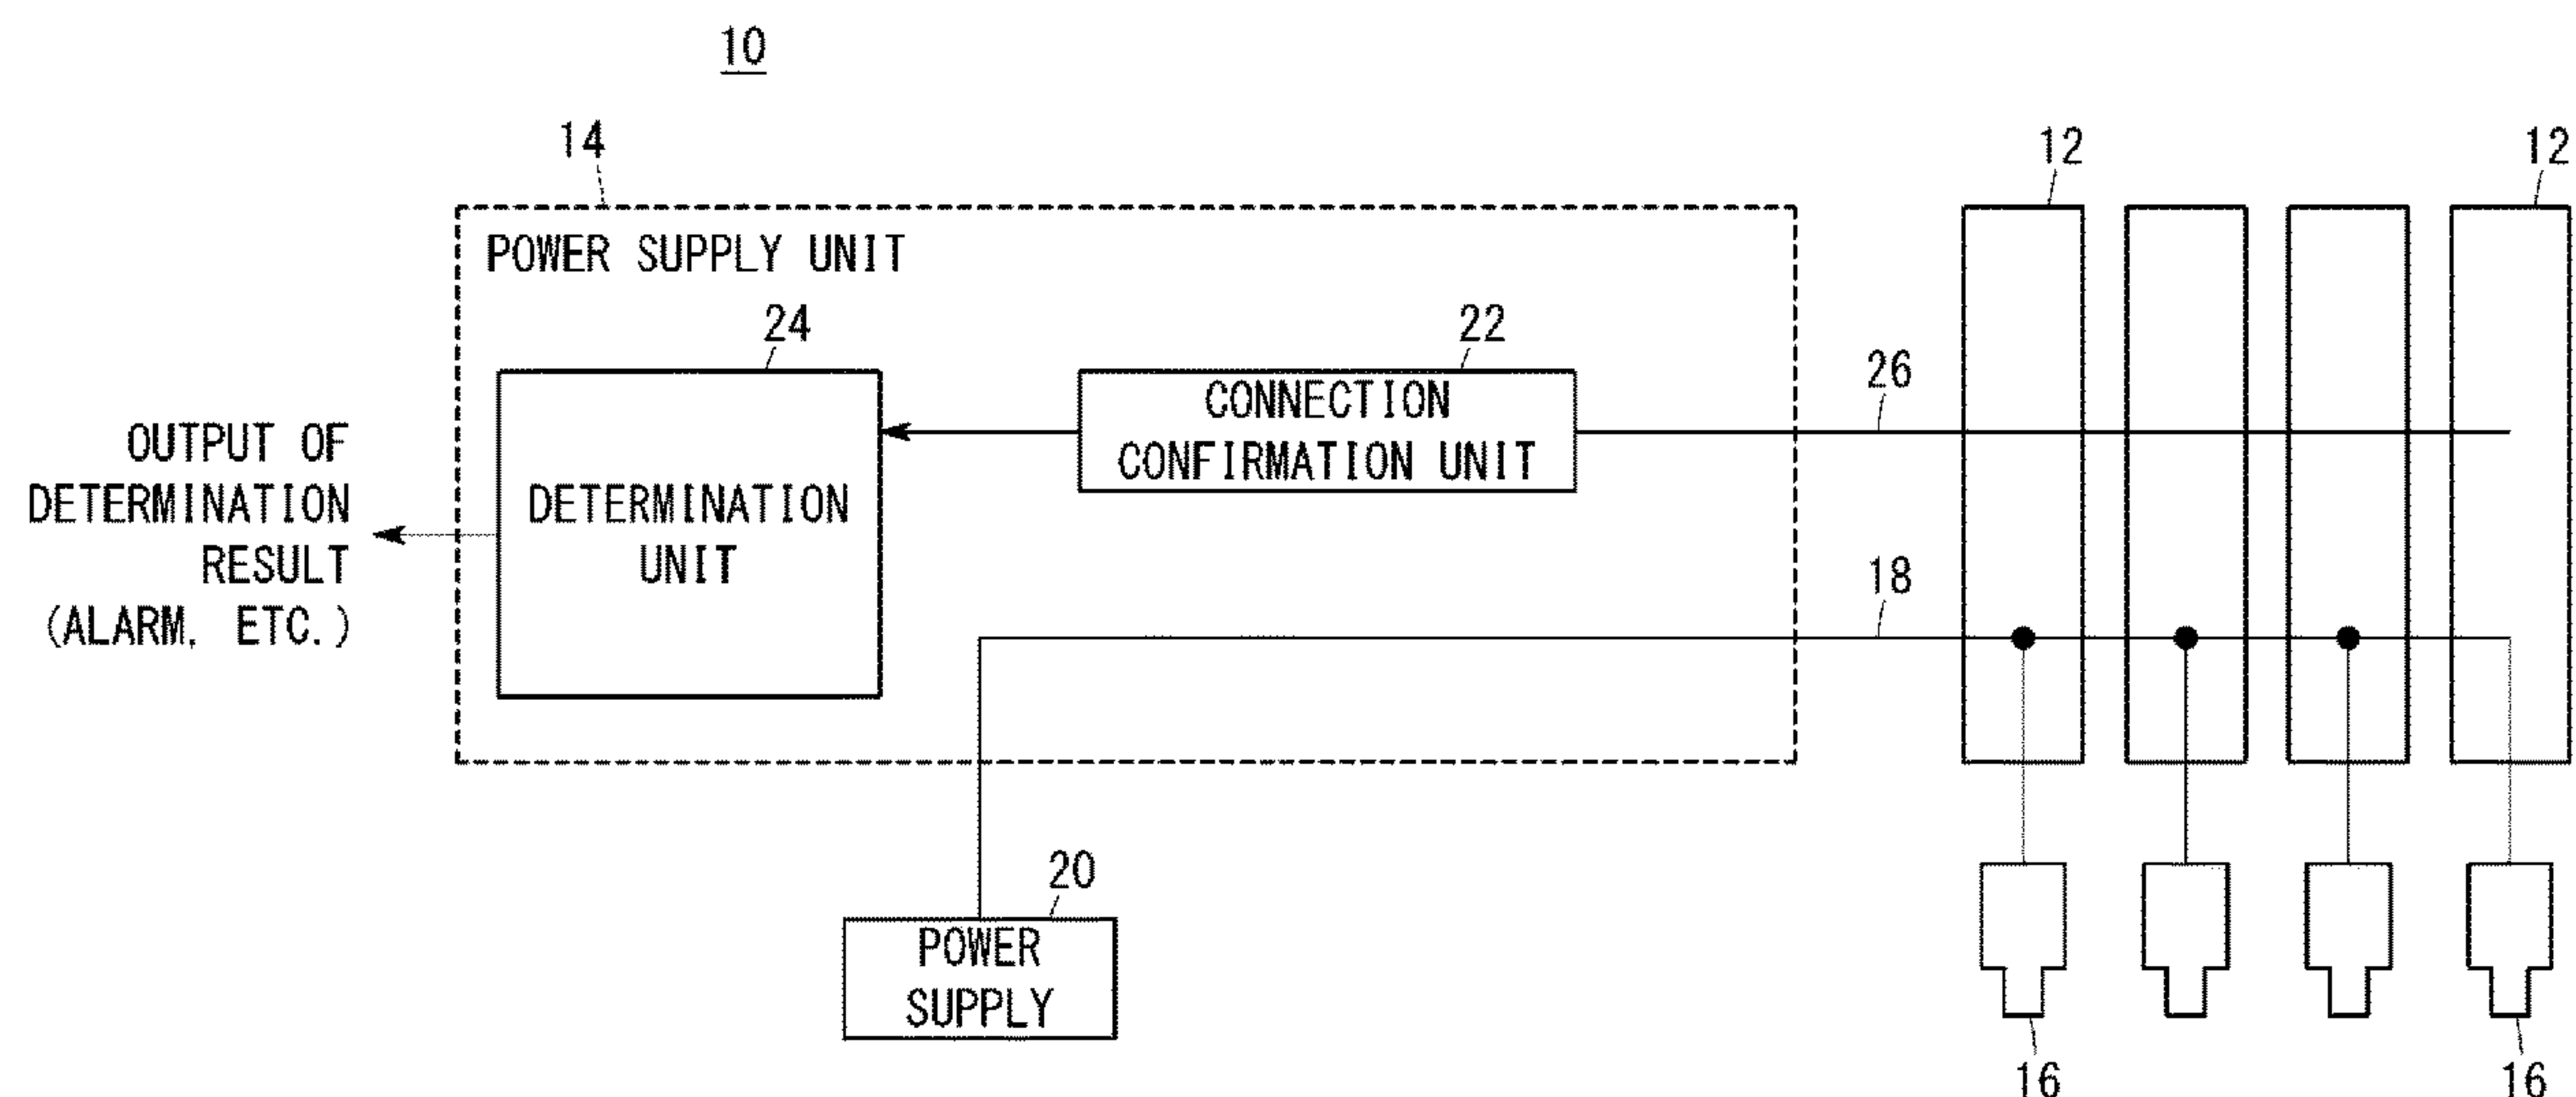 10
14
12
12
POWER SUPPLY UNIT
24
22
26
CONNECTION
CONFIRMATION UNIT
OUTPUT OF
DETERMINATION
RESULT
(ALARM, ETC.)
DETERMINATION
UNIT
18
20
POWER
SUPPLY
16
16